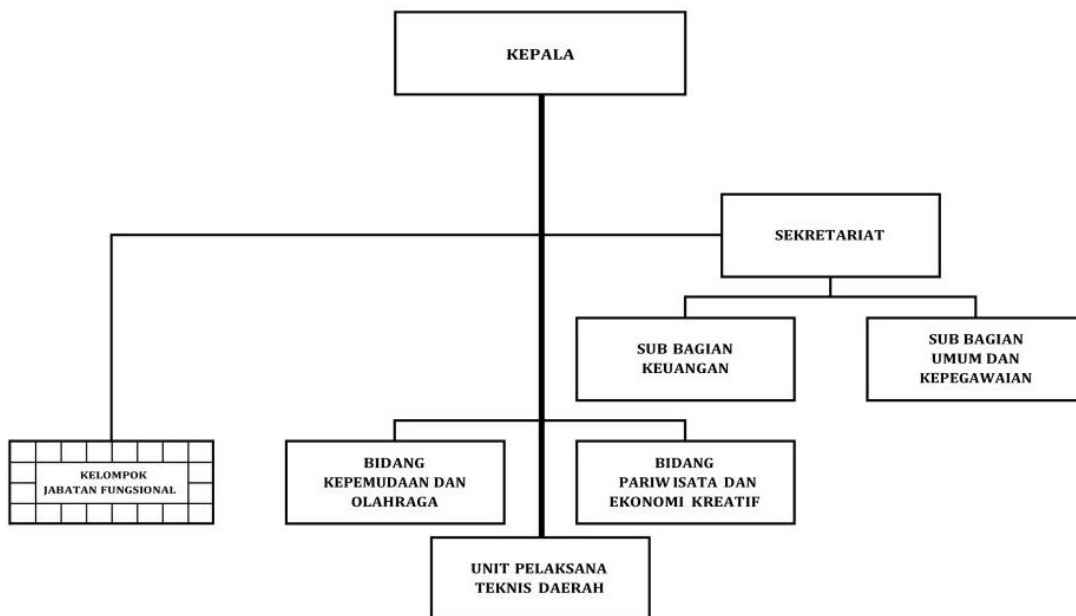 KEPALA
SEKRETARIAT
SUB BAGIAN
KEUANGAN
SUB BAGIAN
UMUM DAN
KEPEGAWAIAN
KELOMPOK
JABATAN FUNGSIONAL
BIDANG
KEPEMUDAAN DAN
OLAHRAGA
BIDANG
PARIWISATA DAN
EKONOMI KREATIF
UNIT PELAKSANA
TEKNIS DAERAH